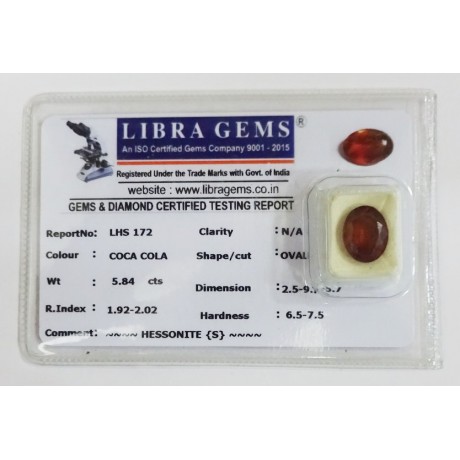 LIBRA GEMS ®
An ISO Certified Gems Company 9001 - 2015
Registered Under the Trade Marks with Govt. of India
website : www.libragems.co.in
GEMS & DIAMOND CERTIFIED TESTING REPORT
ReportNo: LHS 172 Clarity : N/A
Colour : COCA COLA Shape/cut : OVAL
Wt : 5.84 cts Dimension :
R.Index : 1.92-2.02 Hardness : 6.5-7.5
Comment: ~~~~ HESSONITE {S} ~~~~